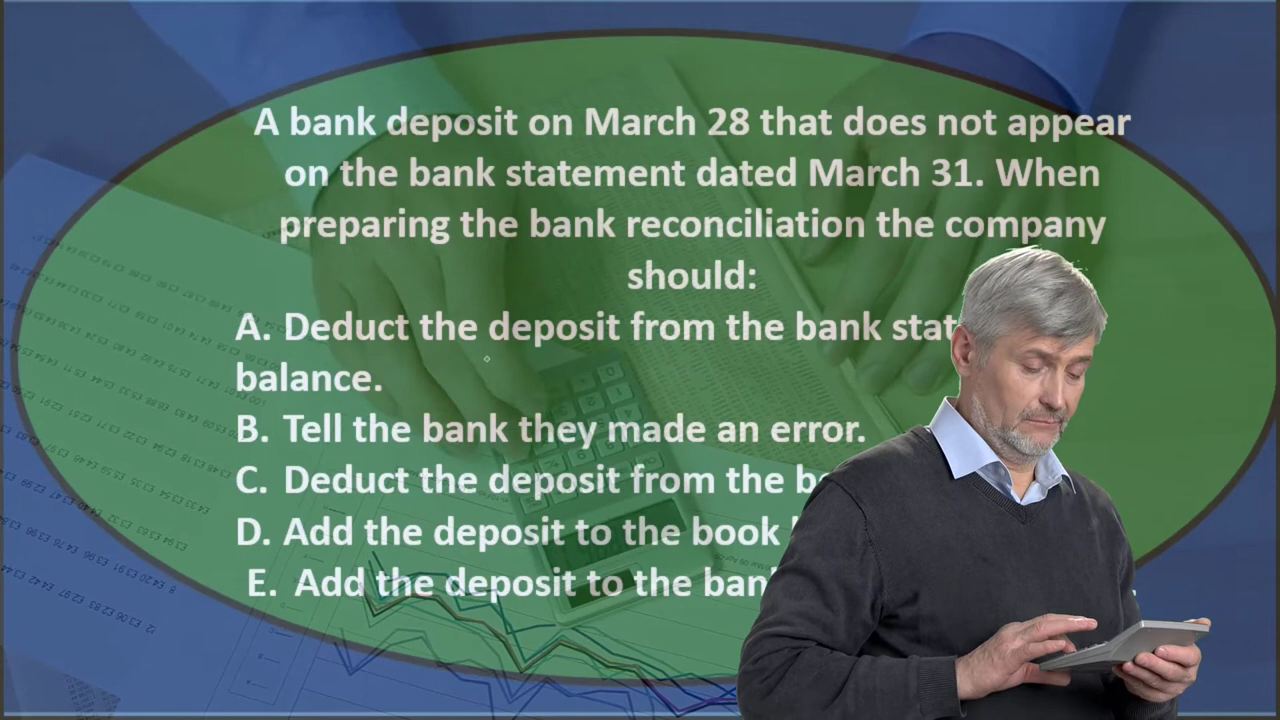 A bank deposit on March 28 that does not appear
on the bank statement dated March 31. When
preparing the bank reconciliation the company
should:
A. Deduct the deposit from the bank
balance.
B. Tell the bank they made an error.
C. Deduct the deposit from the
D. Add the deposit to the book
E. Add the deposit to the